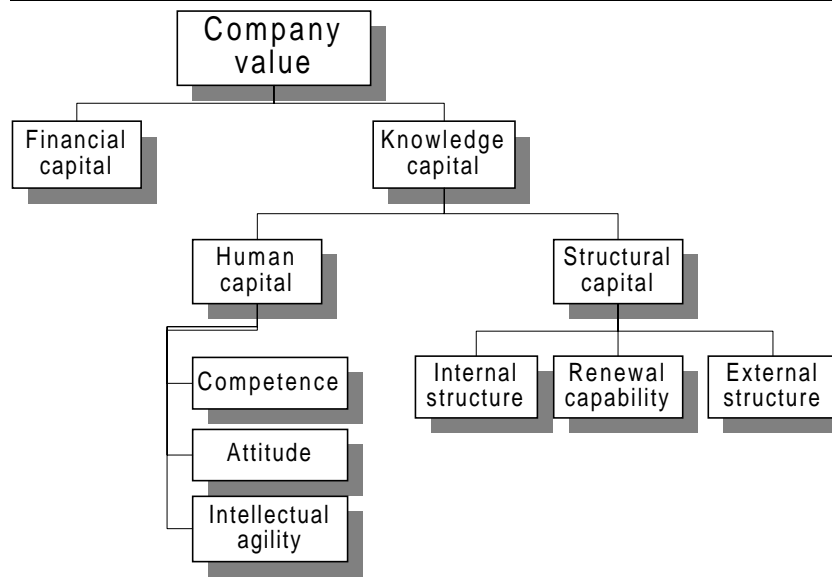 Company
value
Financial
capital
Knowledge
capital
Human
capital
Structural
capital
Competence
Attitude
Intellectual
agility
Internal
structure
Renewal
capability
External
structure